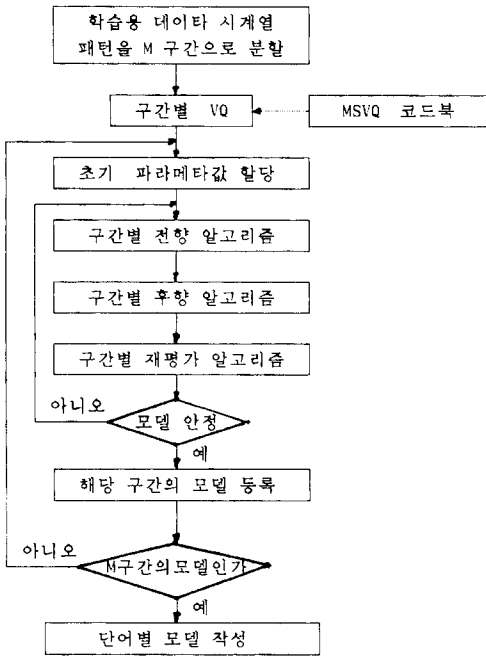 학습용 데이타 시계열
패턴을 M 구간으로 분할
구간별 VQ
MSVQ 코드북
초기 파라메타값 할당
구간별 전향 알고리즘
구간별 후향 알고리즘
구간별 재평가 알고리즘
아니오
모델 안정
예
해당 구간의 모델 등록
아니오
M구간의모델인가
예
단어별 모델 작성